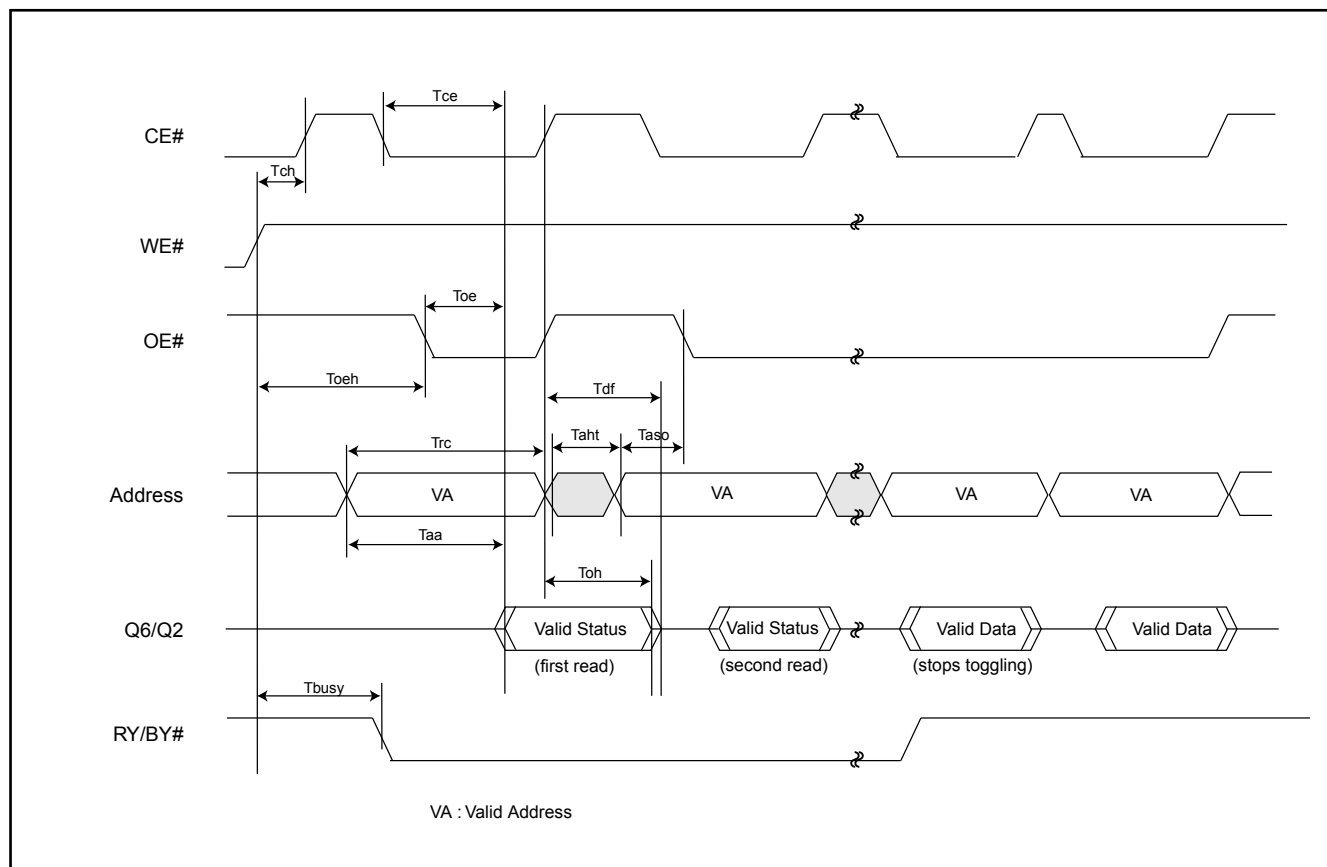 Tce
CE#
Tch
WE#
Toe
OE#
Toeh
Tdf
Trc
Taht
Taso
Address
VA
VA
VA
VA
Taa
Toh
Q6/Q2
Valid Status
Valid Status
Valid Data
Valid Data
(first read)
(second read)
(stops toggling)
Tbusy
RY/BY#
VA : Valid Address